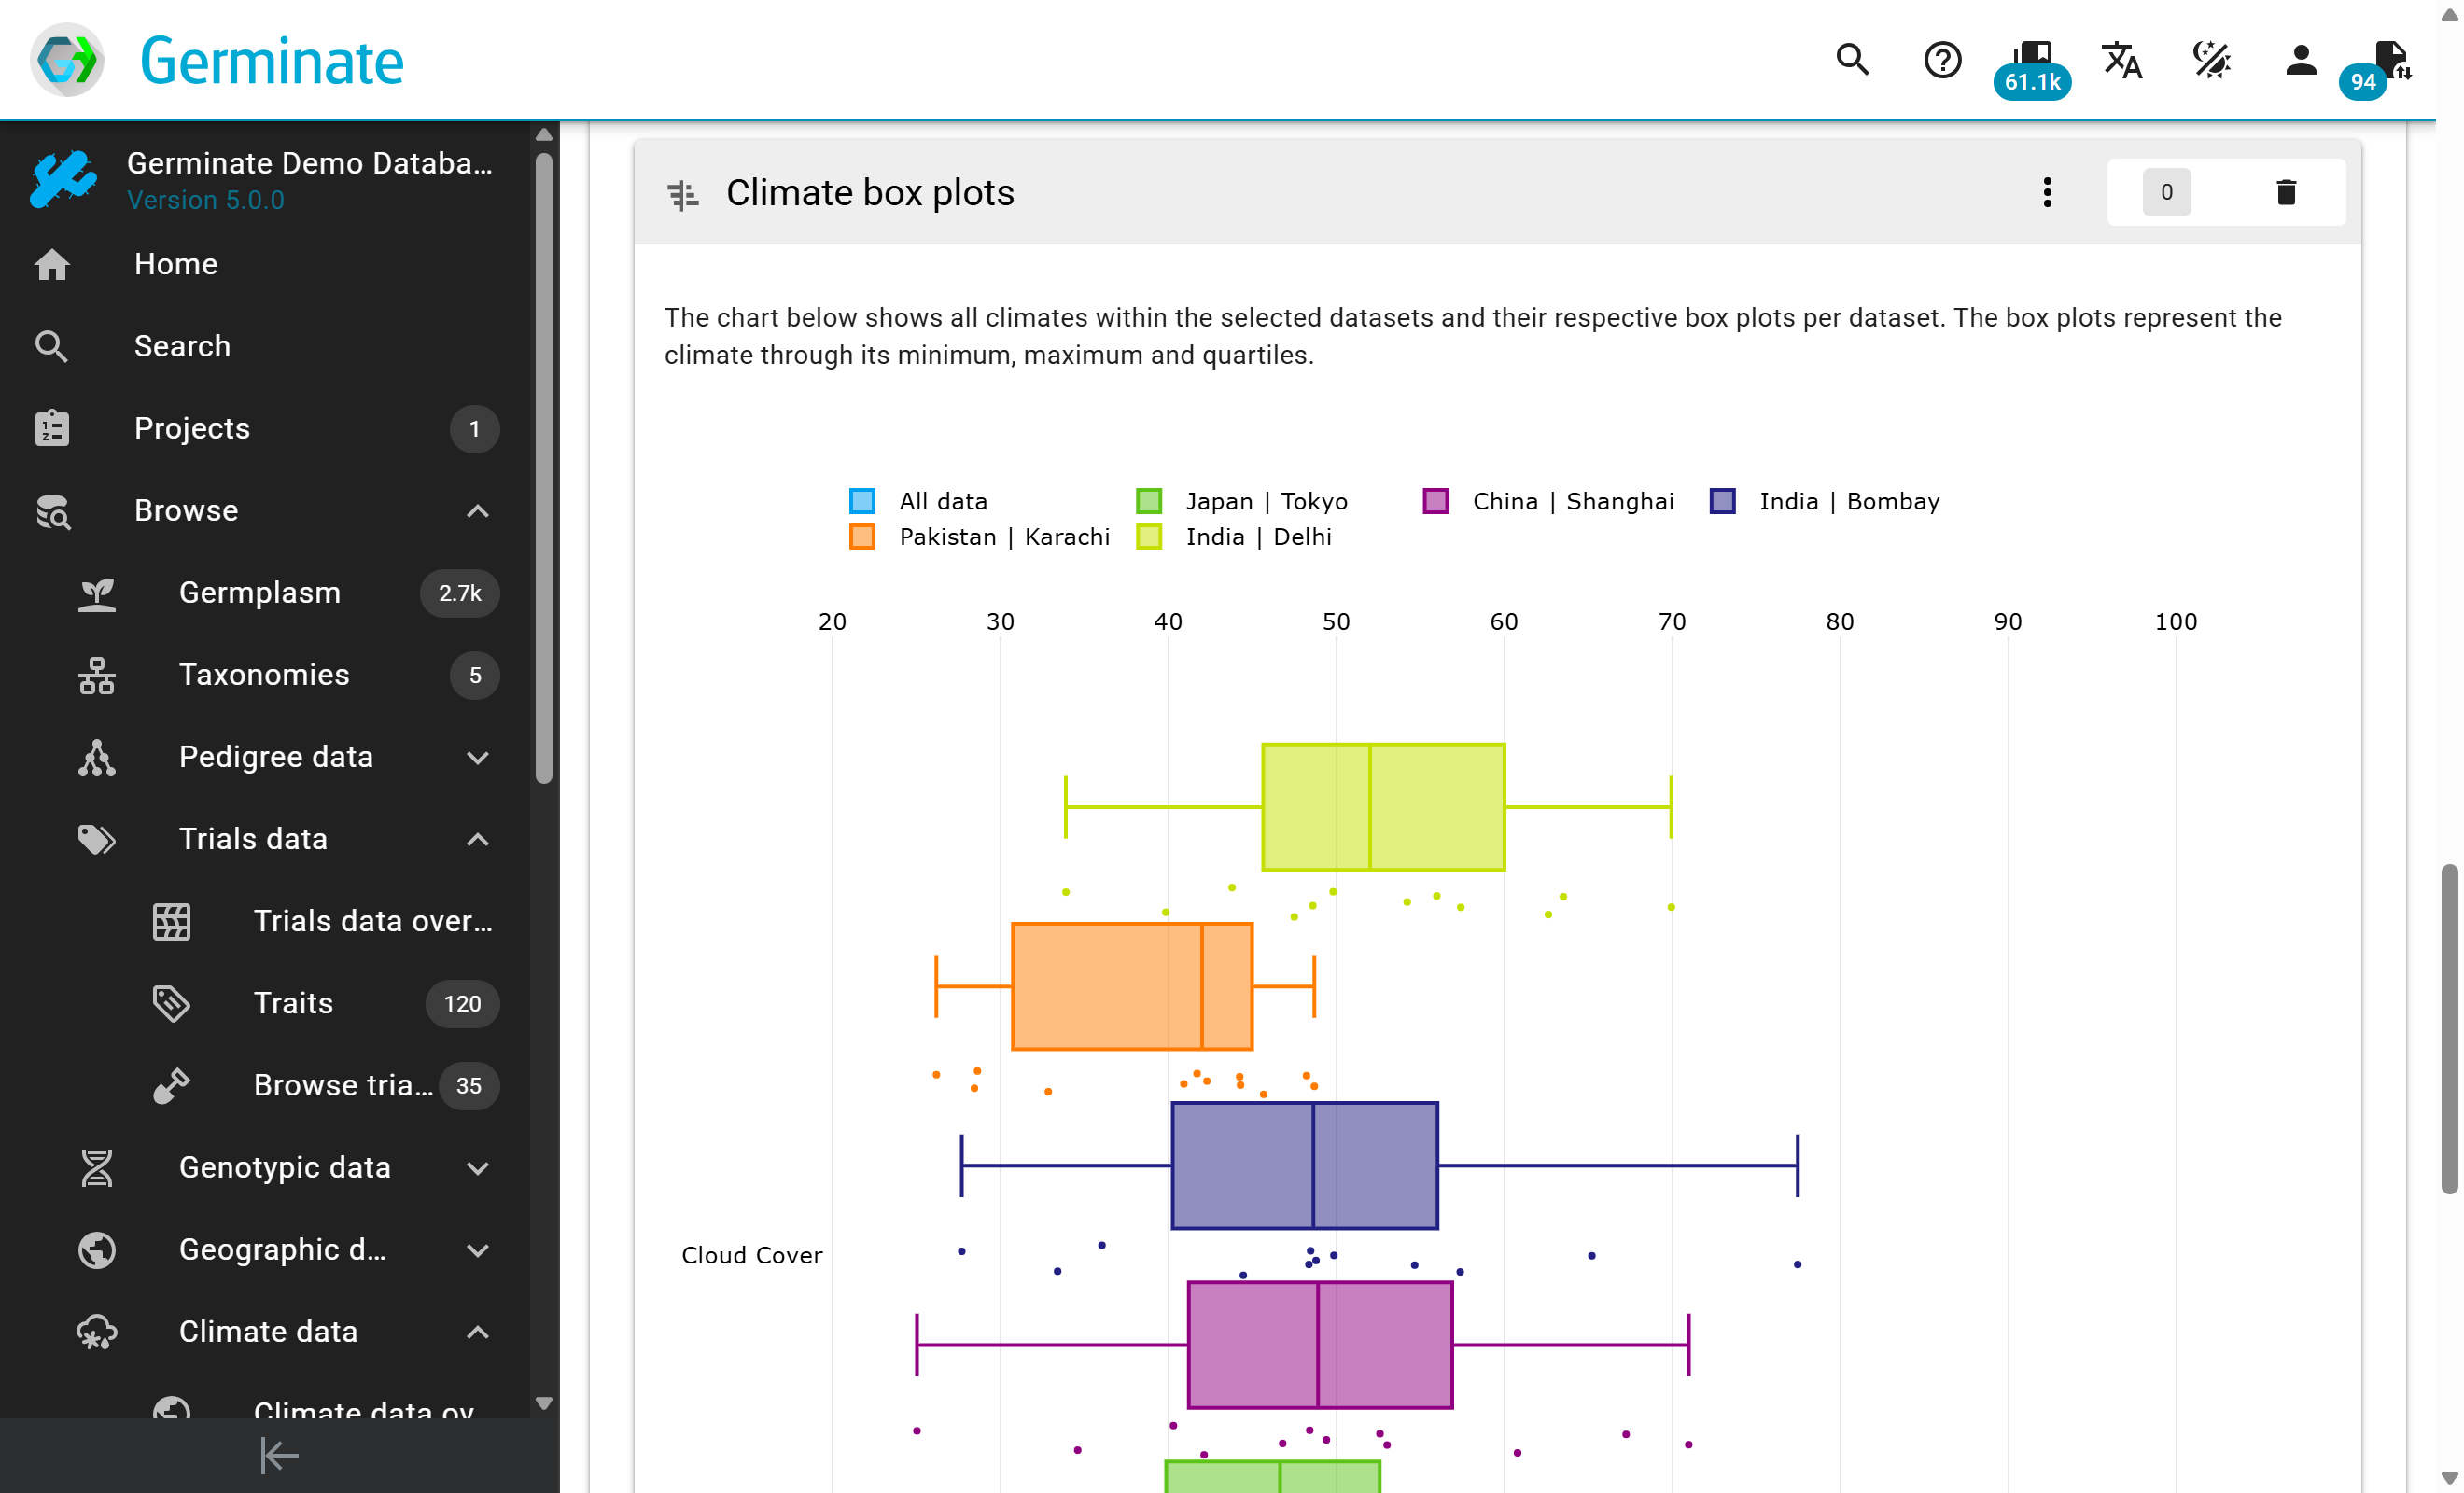 Germinate
61.1k
94
Germinate Demo Databa...
Version 5.0.0
Home
Search
Projects 1
Browse
Germplasm 2.7k
Taxonomies 5
Pedigree data
Trials data
Trials data over...
Traits 120
Browse tria... 35
Genotypic data
Geographic d...
Climate data
Climate data ov
Climate box plots
0
The chart below shows all climates within the selected datasets and their respective box plots per dataset. The box plots represent the
climate through its minimum, maximum and quartiles.
All data Japan | Tokyo China | Shanghai India | Bombay
Pakistan | Karachi India | Delhi
20 30 40 50 60 70 80 90 100
Cloud Cover